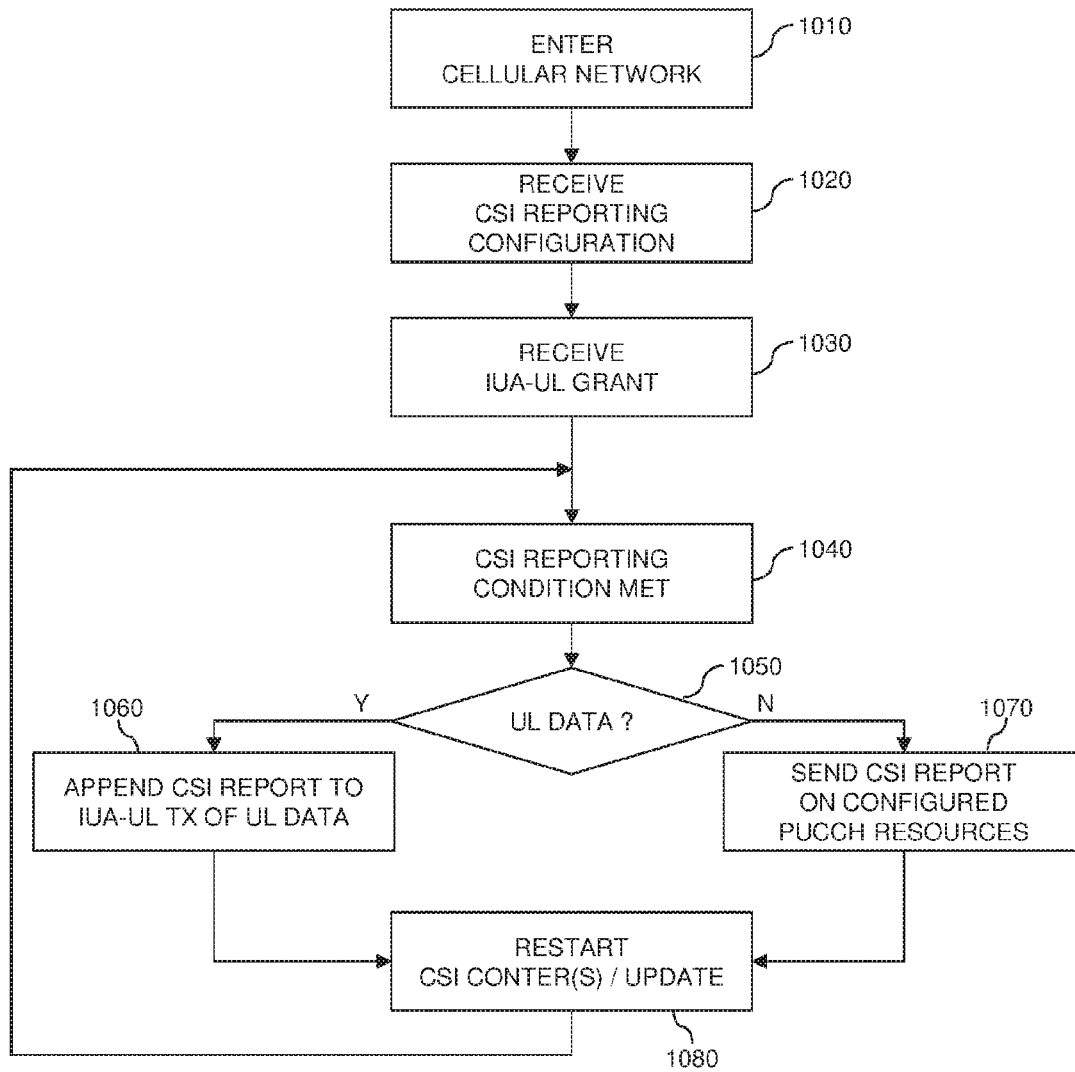 ENTER
CELLULAR NETWORK
1010
RECEIVE
CSI REPORTING
CONFIGURATION
1020
RECEIVE
IUA-UL GRANT
1030
CSI REPORTING
CONDITION MET
1040
1050
Y
UL DATA ?
N
1060
APPEND CSI REPORT TO
IUA-UL TX OF UL DATA
1070
SEND CSI REPORT
ON CONFIGURED
PUCCH RESOURCES
RESTART
CSI CONTER(S) / UPDATE
1080